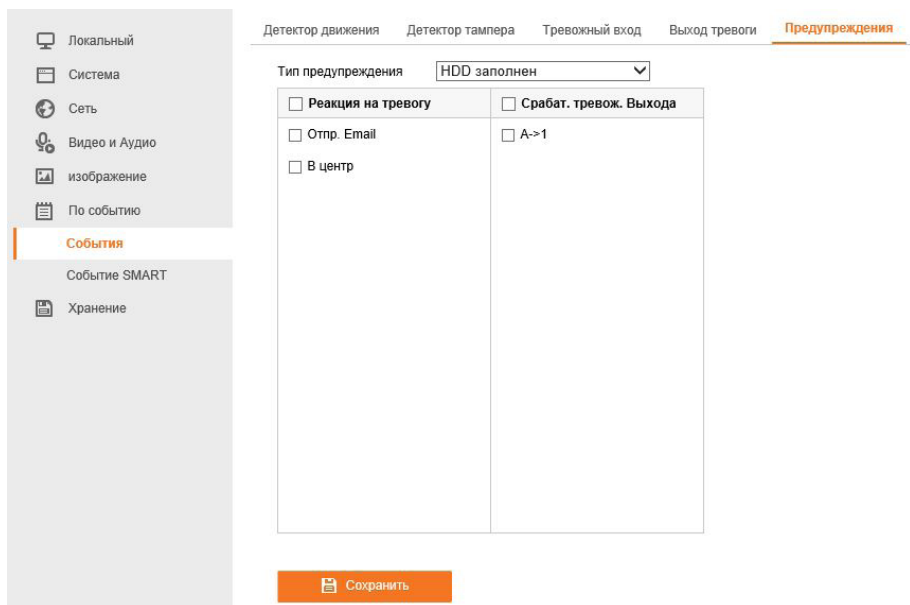 Локальный
Система
Сеть
Видео и Аудио
изображение
По событию
События
Событие SMART
Хранение
Детектор движения Детектор тампера Тревожный вход Выход тревоги Предупреждения
Тип предупреждения HDD заполнен
Реакция на тревогу Срабат. тревож. Выхода
Отпр. Email A->1
В центр
Сохранить